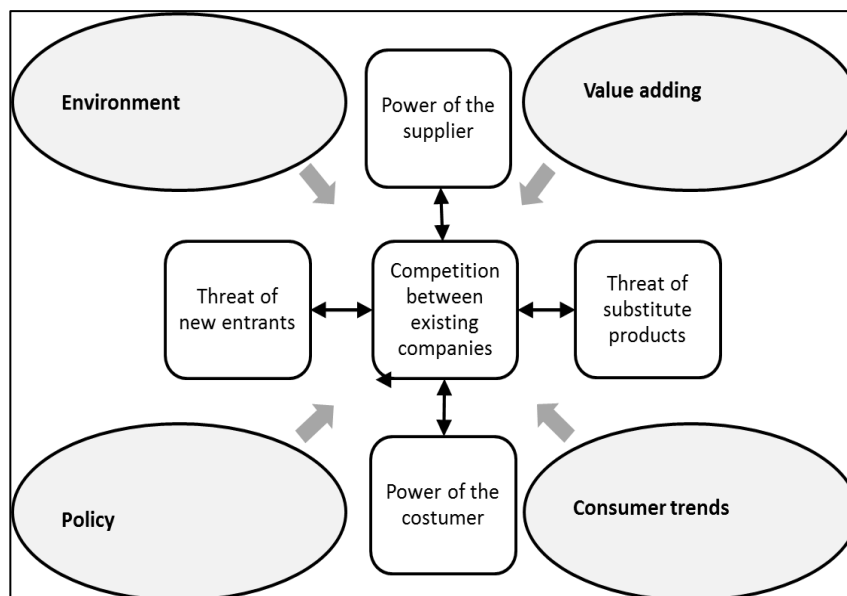 Environment
Power of the
supplier
Value adding
Threat of
new entrants
Competition
between
existing
companies
Threat of
substitute
products
Policy
Power of the
costumer
Consumer trends